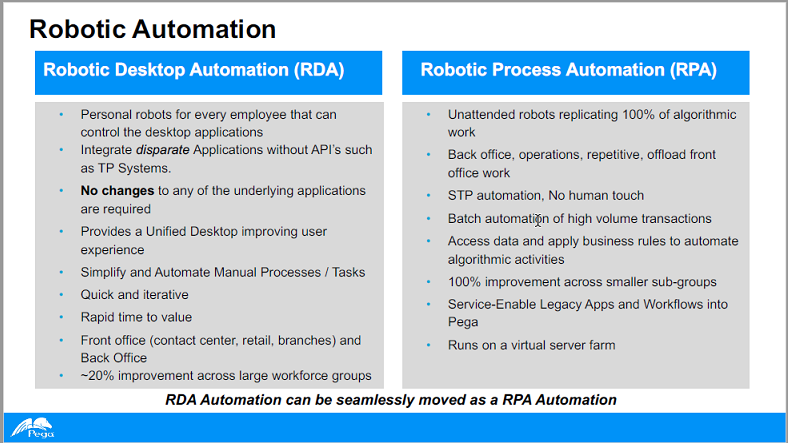 Robotic Automation
Robotic Desktop Automation (RDA)
Personal robots for every employee that can
control the desktop applications
Integrate disparate Applications without API's such
as TP Systems.
No changes to any of the underlying applications
are required
Provides a Unified Desktop improving user
experience
Simplify and Automate Manual Processes / Tasks
Quick and iterative
Rapid time to value
Front office (contact center, retail, branches) and
Back Office
~20% improvement across large workforce groups
Robotic Process Automation (RPA)
Unattended robots replicating 100% of algorithmic
work
Back office, operations, repetitive, offload front
office work
STP automation, No human touch
Batch automation of high volume transactions
Access data and apply business rules to automate
algorithmic activities
100% improvement across smaller sub-groups
Service-Enable Legacy Apps and Workflows into
Pega
Runs on a virtual server farm
RDA Automation can be seamlessly moved as a RPA Automation
Pega